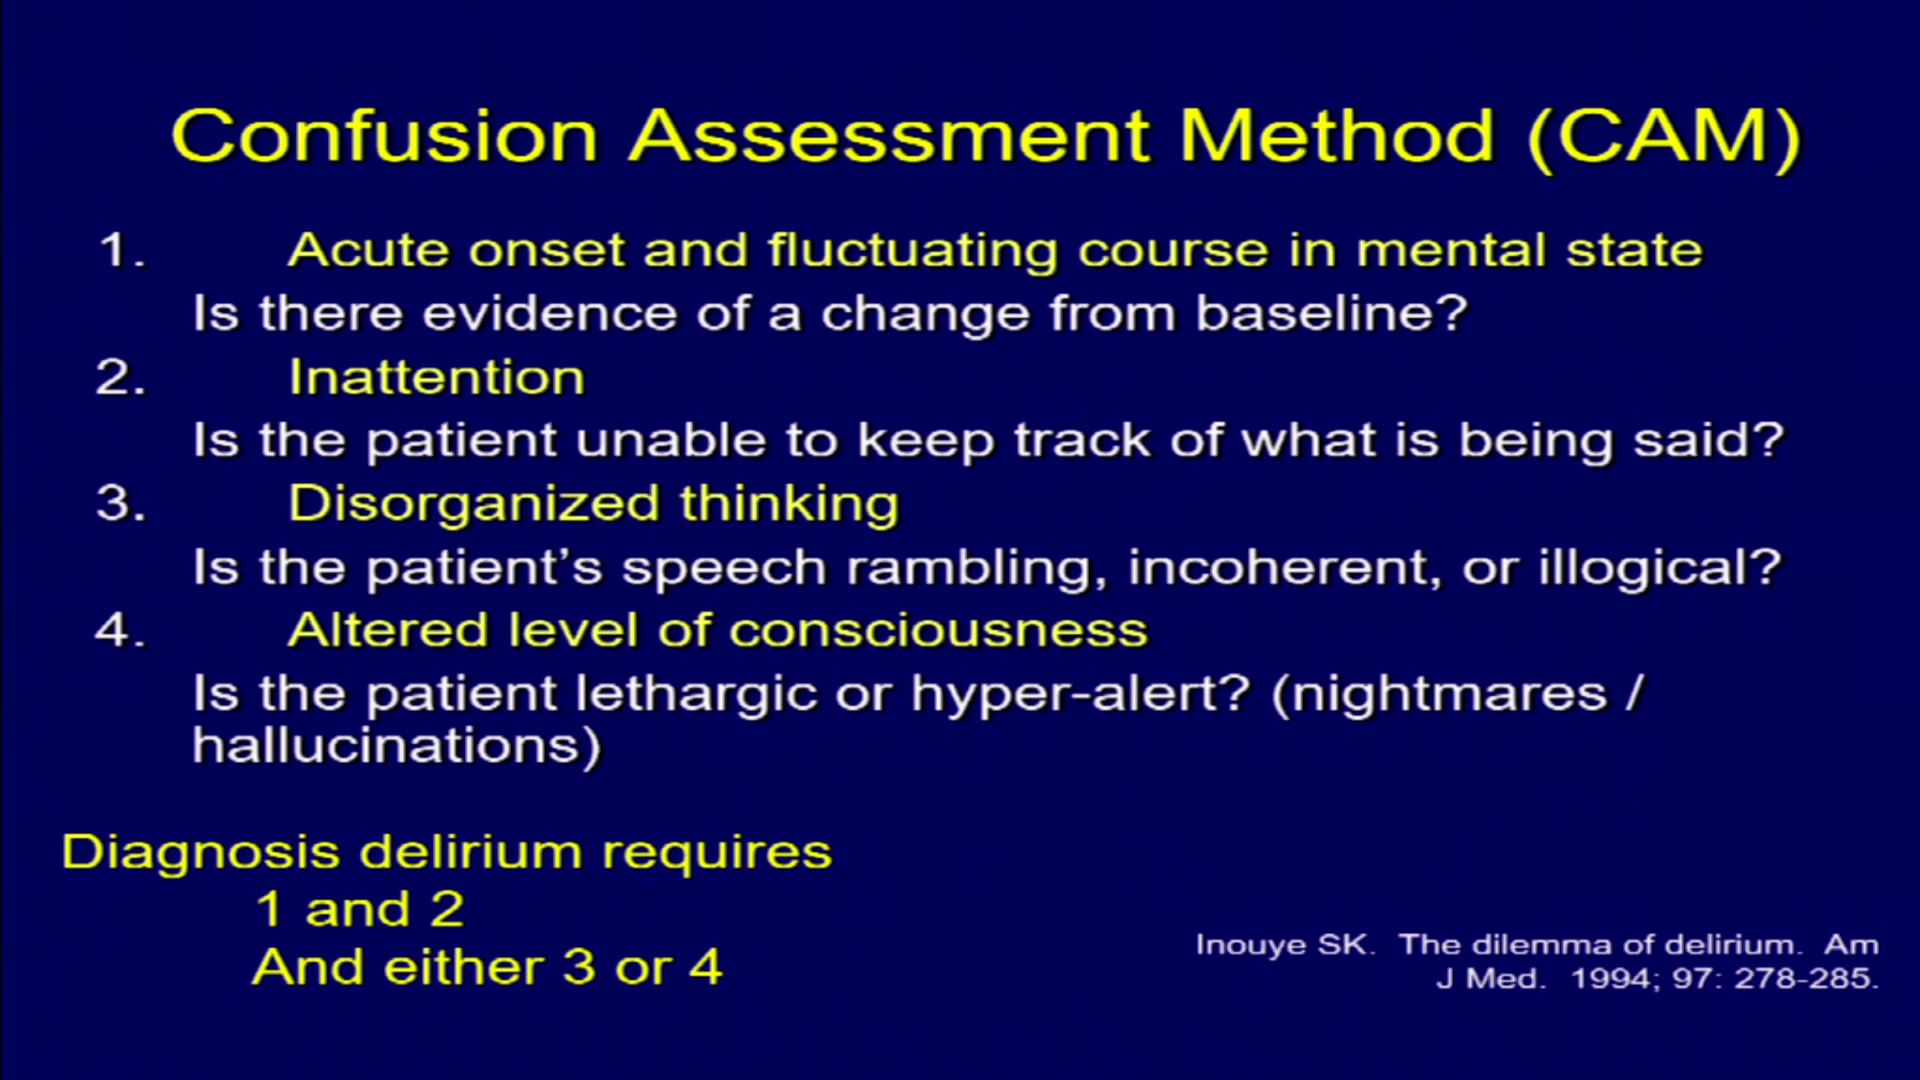 Confusion Assessment Method (CAM)
1. Acute onset and fluctuating course in mental state
Is there evidence of a change from baseline?
2. Inattention
Is the patient unable to keep track of what is being said?
3. Disorganized thinking
Is the patient’s speech rambling, incoherent, or illogical?
4. Altered level of consciousness
Is the patient lethargic or hyper-alert? (nightmares /
hallucinations)
Diagnosis delirium requires
1 and 2
And either 3 or 4
Inouye SK. The dilemma of delirium. Am
J Med. 1994; 97: 278-285.